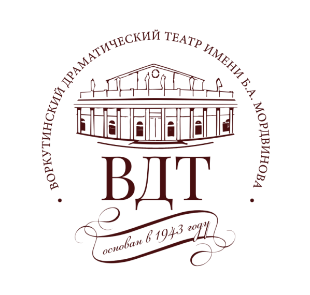 · ВОРКУТИНСКИЙ ДРАМАТИЧЕСКИЙ ТЕАТР ИМЕНИ Б.А. МОРДВИНОВА ·
ВДТ
основан в 1943 году